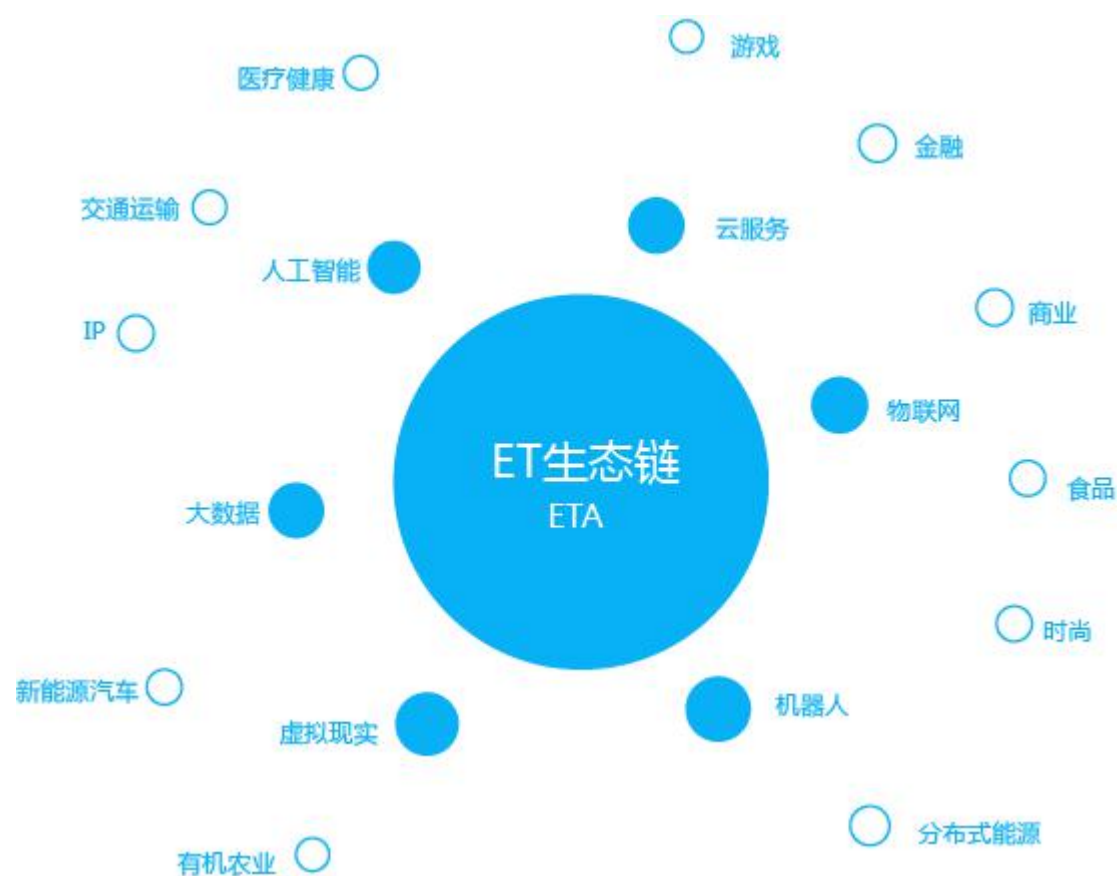 游戏
医疗健康
金融
交通运输
云服务
人工智能
商业
IP
物联网
ET生态链
食品
大数据
ETA
时尚
新能源汽车
机器人
虚拟现实
分布式能源
有机农业